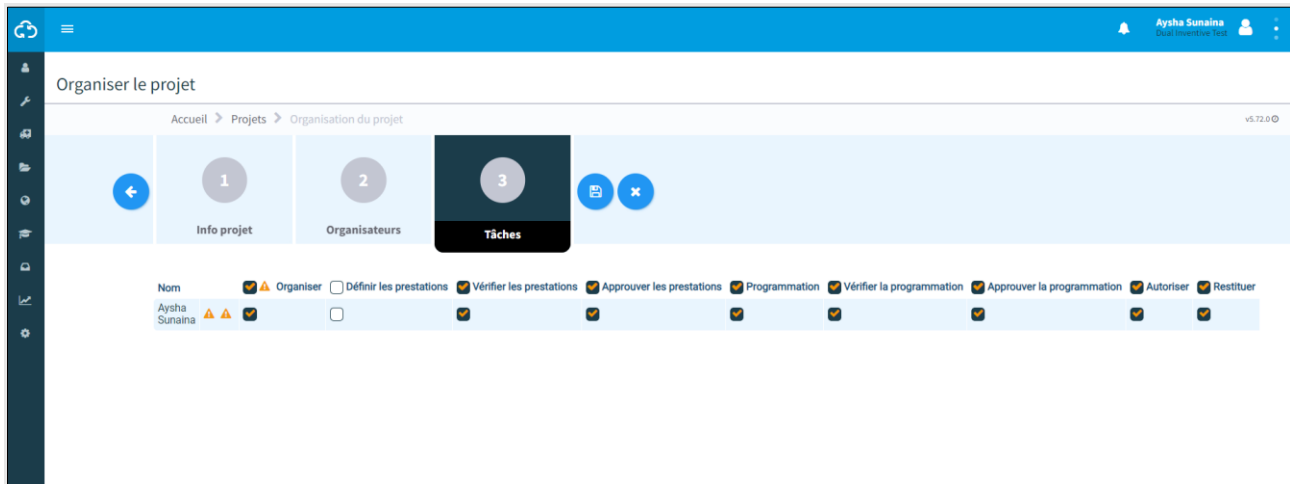 Aysha Sunaina
Dual Inventive Test
Organiser le projet
Accueil Projets Organisation du projet
v5.72.0
1
Info projet
2
Organisateurs
3
Tâches
Nom Organiser Définir les prestations Vérifier les prestations Approuver les prestations Programmation Vérifier la programmation Approuver la programmation Autoriser Restituer
Aysha
Sunaina